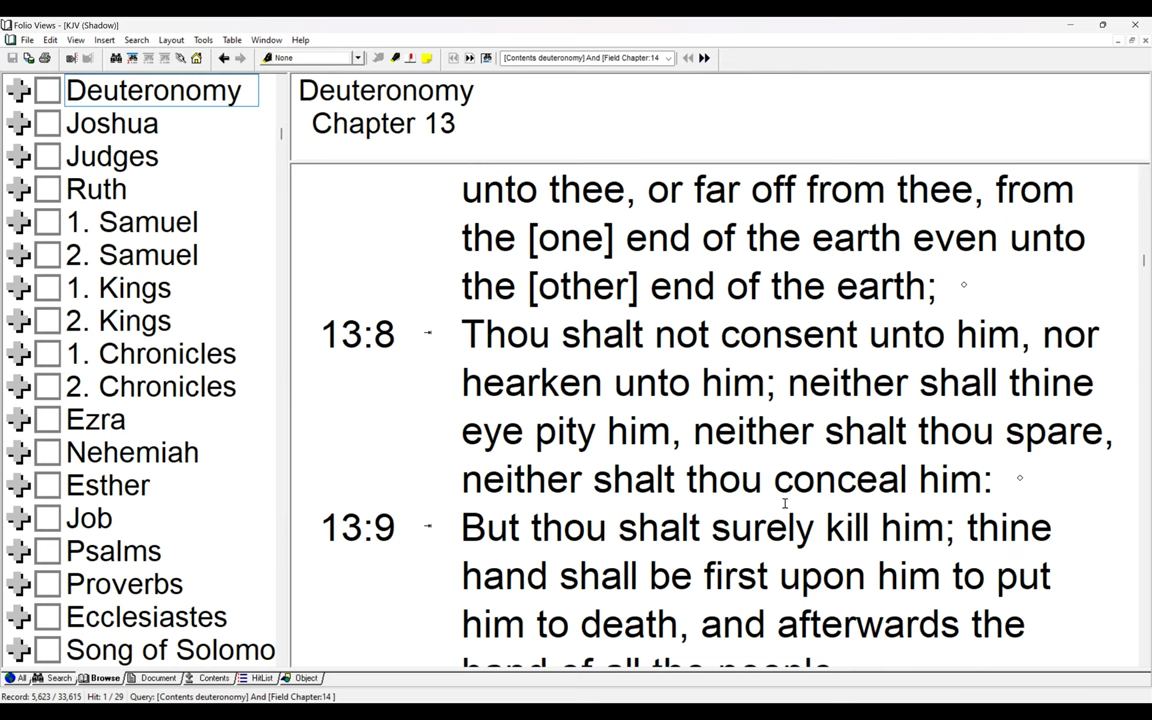 Folio Views - [KJV (Shadow)]
File Edit View Insert Search Layout Tools Table Window Help
None
[Contents deuteronomy] And [Field Chapter:14
Deuteronomy
Joshua
Judges
Ruth
1. Samuel
2. Samuel
1. Kings
2. Kings
1. Chronicles
2. Chronicles
Ezra
Nehemiah
Esther
Job
Psalms
Proverbs
Ecclesiastes
Song of Solomo
Deuteronomy
Chapter 13
unto thee, or far off from thee, from
the [one] end of the earth even unto
the [other] end of the earth;
13:8 Thou shalt not consent unto him, nor
hearken unto him; neither shall thine
eye pity him, neither shalt thou spare,
neither shalt thou conceal him:
13:9 But thou shalt surely kill him; thine
hand shall be first upon him to put
him to death, and afterwards the
hand of all the people.
All Search Browse Document Contents HitList Object
Record: 5,623 / 33,615 Hit: 1 / 29 Query: [Contents deuteronomy] And [Field Chapter:14 ]